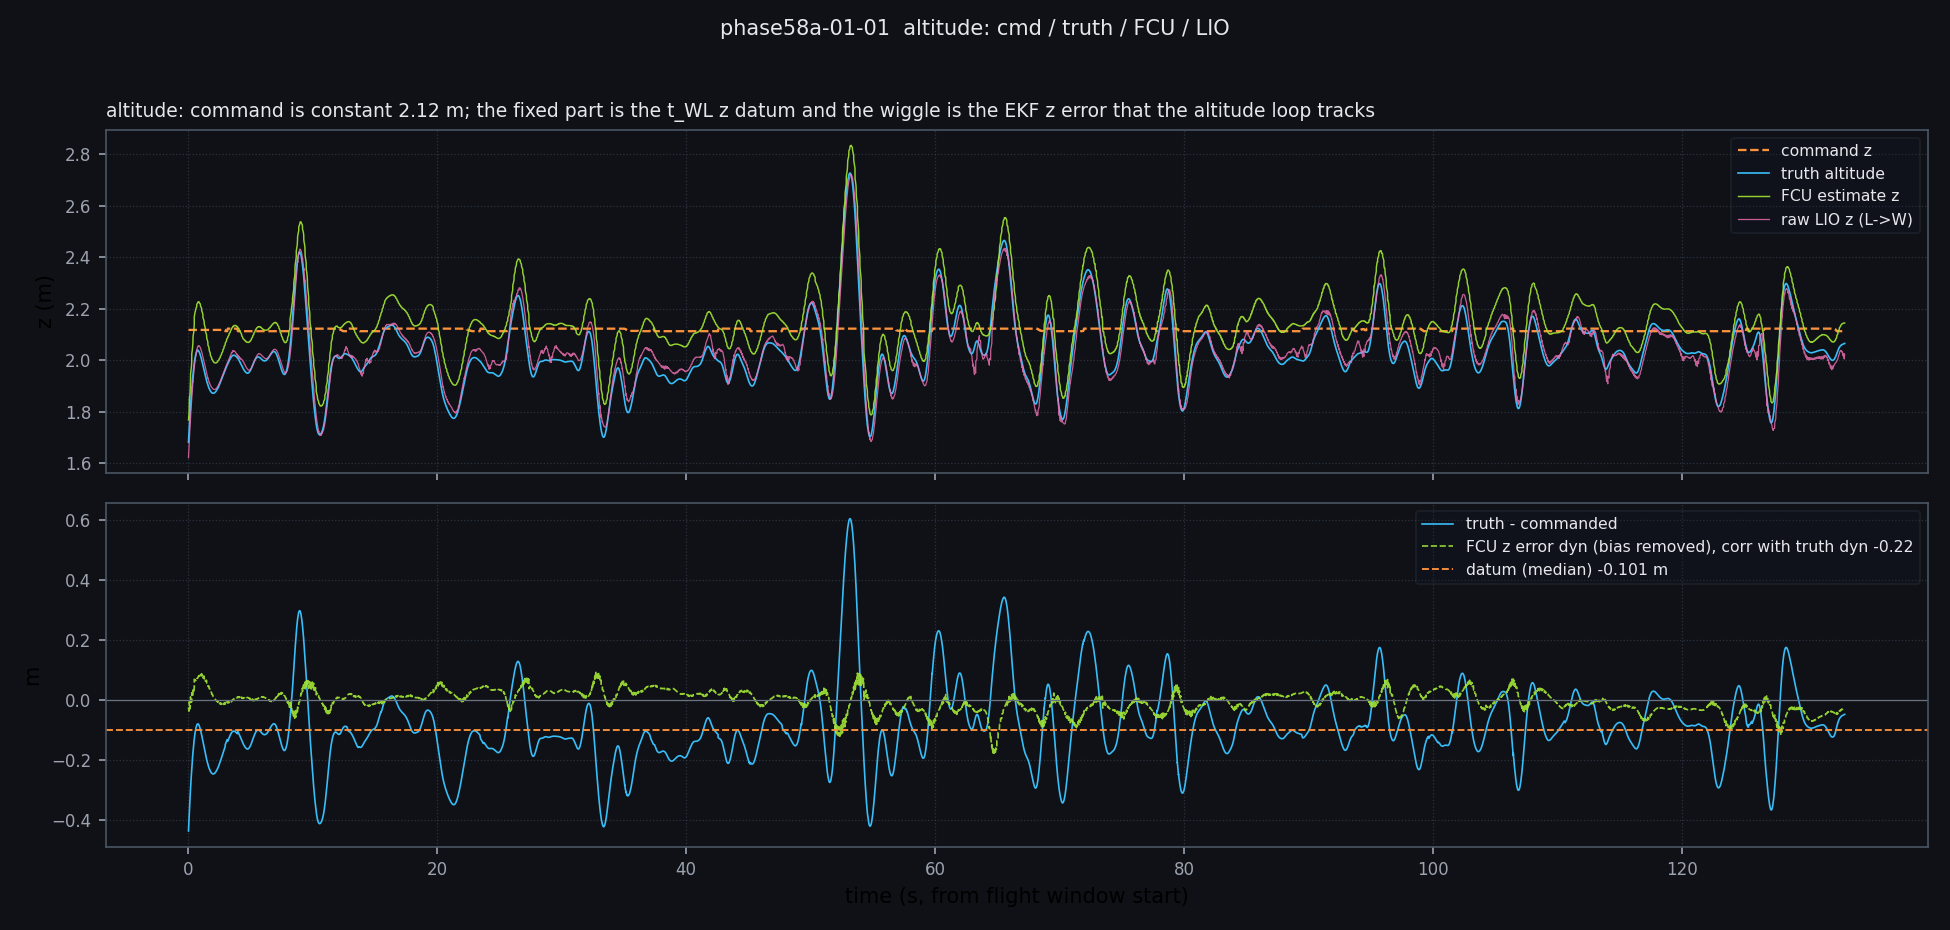 phase58a-01-01  altitude: cmd / truth / FCU / LIO
altitude: command is constant 2.12 m; the fixed part is the t_WL z datum and the wiggle is the EKF z error that the altitude loop tracks
z (m)
2.8
2.6
2.4
2.2
2.0
1.8
1.6
command z
truth altitude
FCU estimate z
raw LIO z (L->W)
m
0.6
0.4
0.2
0.0
−0.2
−0.4
truth - commanded
FCU z error dyn (bias removed), corr with truth dyn -0.22
datum (median) -0.101 m
0
20
40
60
80
100
120
time (s, from flight window start)